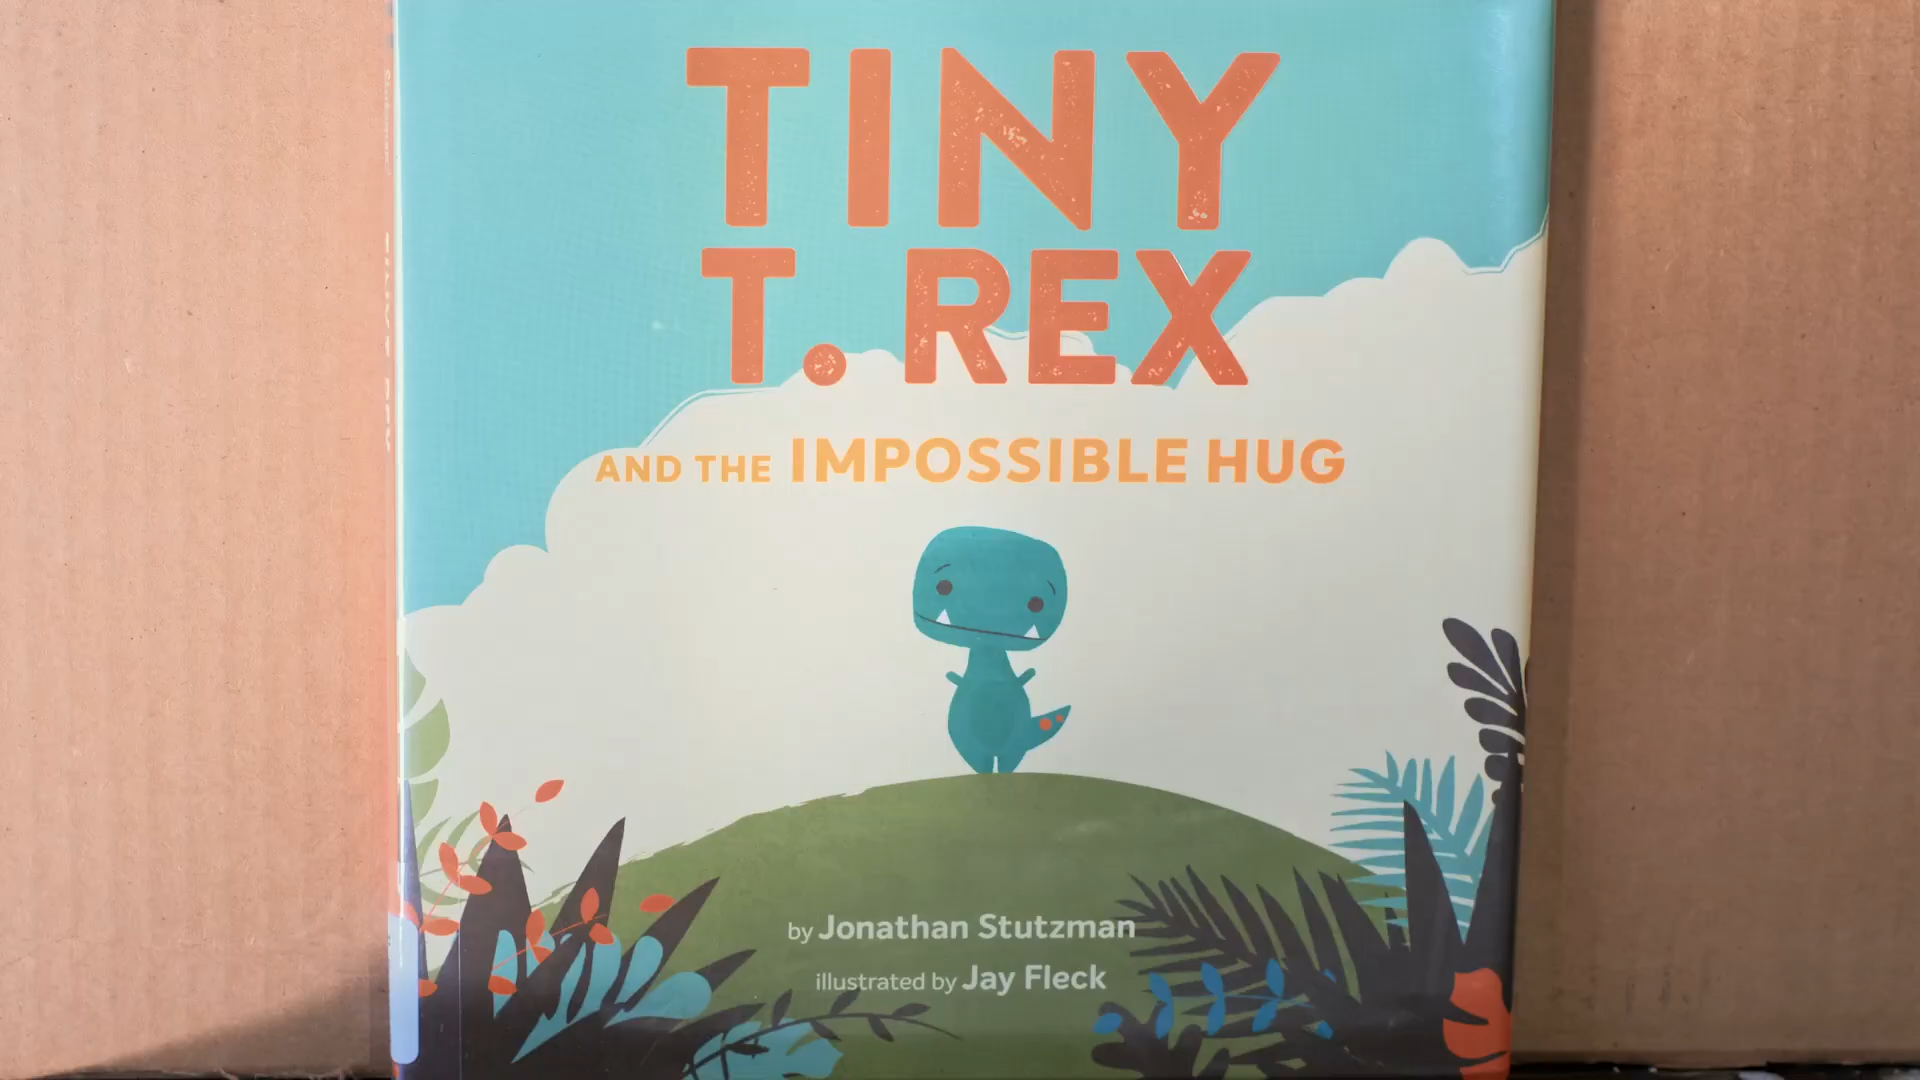 TINY
T. REX
AND THE IMPOSSIBLE HUG
by Jonathan Stutzman
illustrated by Jay Fleck